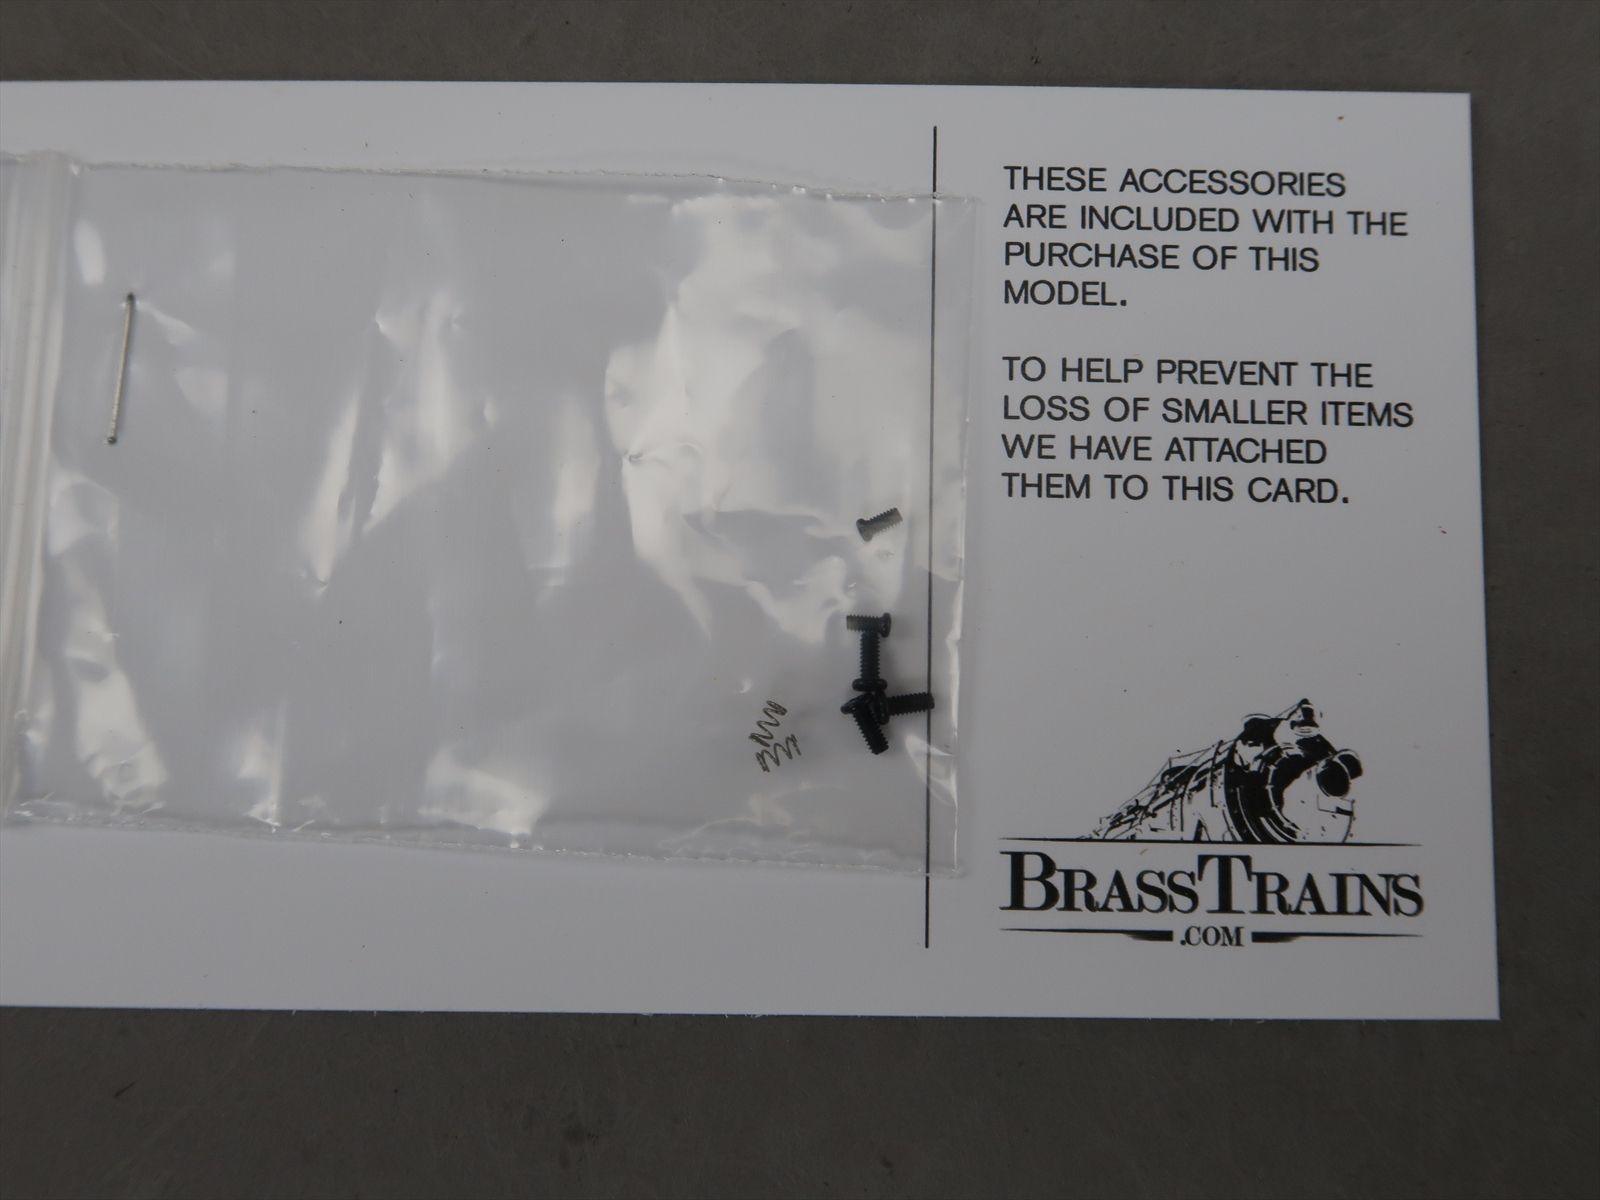 THESE ACCESSORIES
ARE INCLUDED WITH THE
PURCHASE OF THIS
MODEL.
TO HELP PREVENT THE
LOSS OF SMALLER ITEMS
WE HAVE ATTACHED
THEM TO THIS CARD.
BRASSTRAINS
.COM